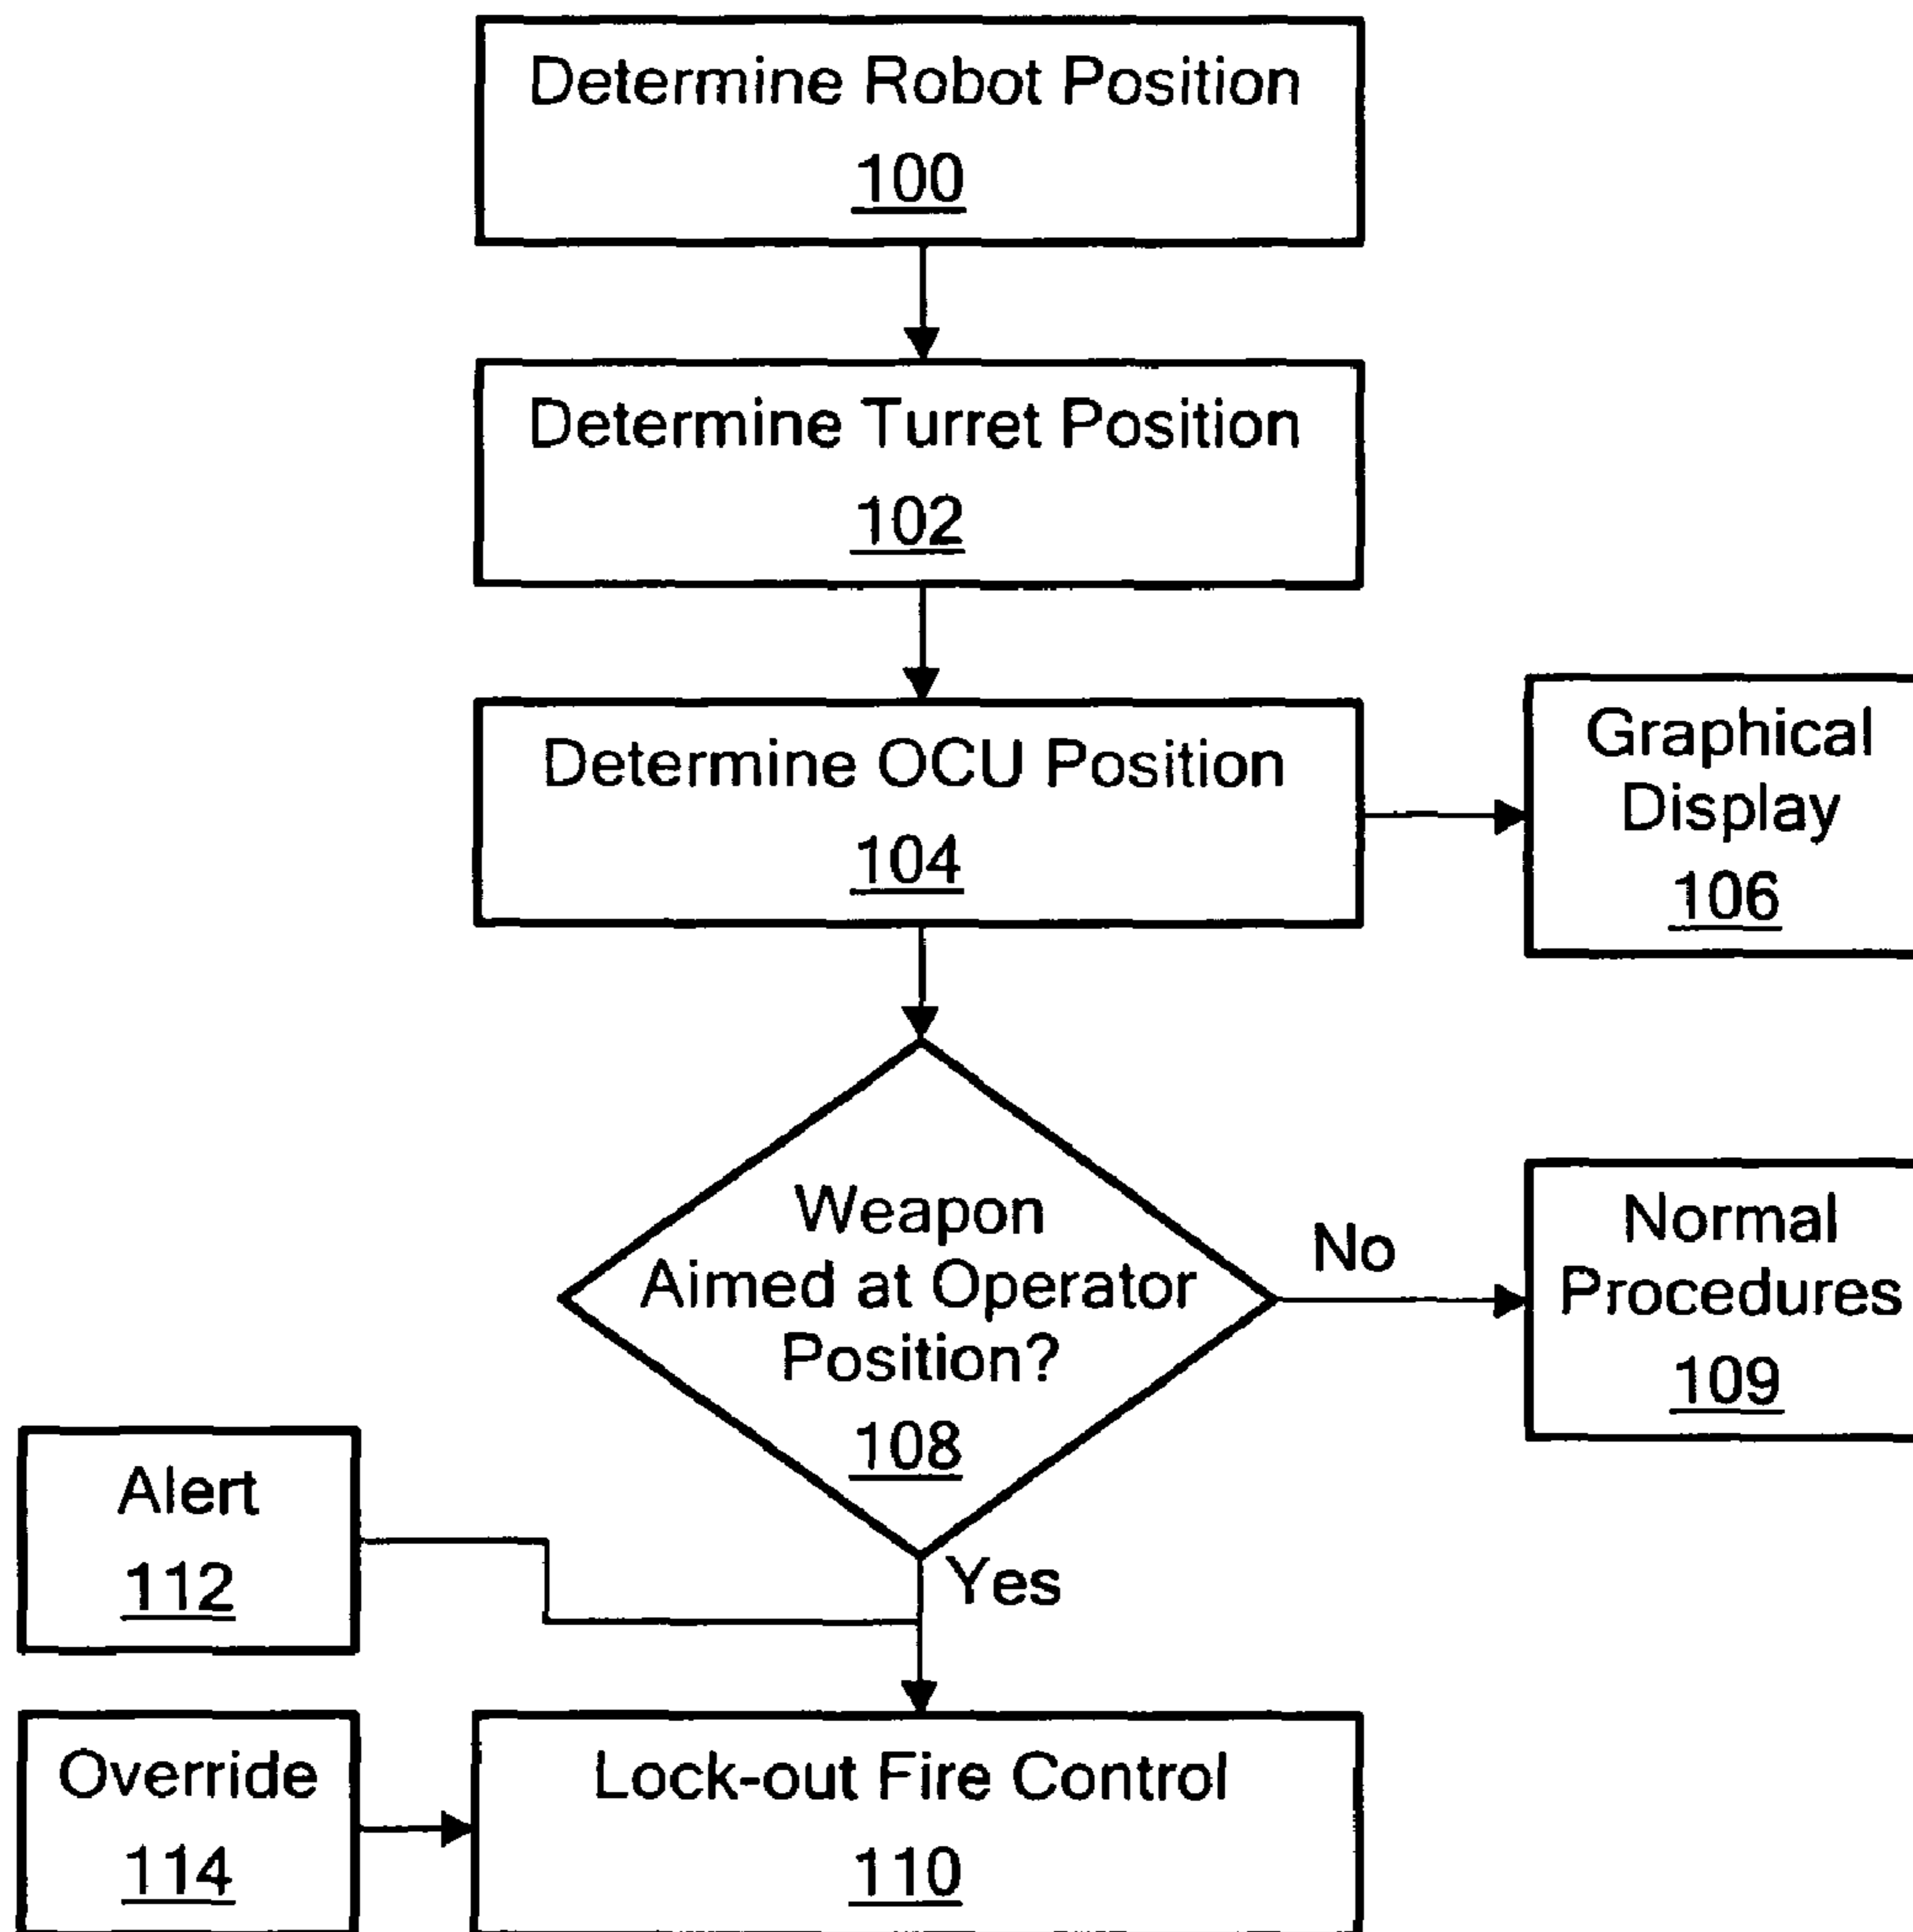 Determine Robot Position
100
Determine Turret Position
102
Determine OCU Position
104
Graphical
Display
106
Weapon
Aimed at Operator
Position?
108
No
Normal
Procedures
109
Yes
Alert
112
Override
114
Lock-out Fire Control
110